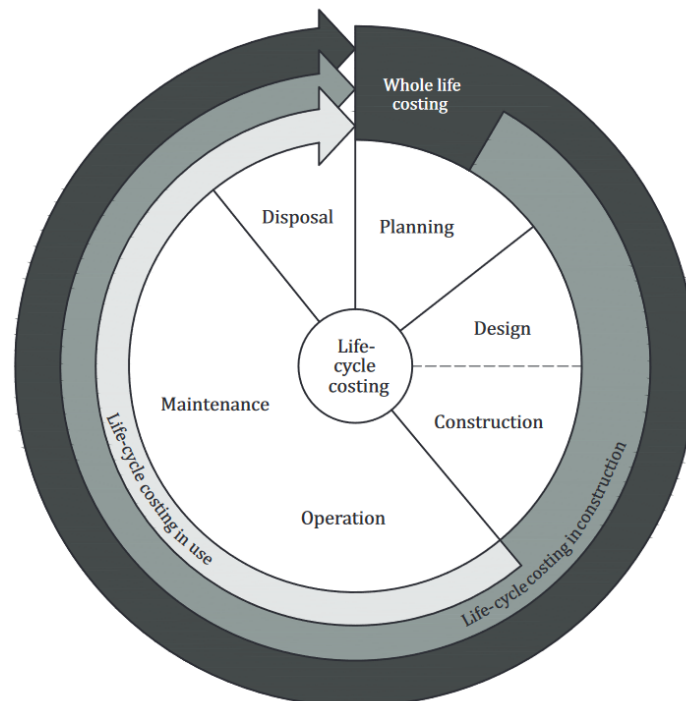 Whole life
costing
Disposal
Planning
Design
Life-
cycle
costing
Maintenance
Construction
Operation
Life-cycle costing in use
Life-cycle costing in construction